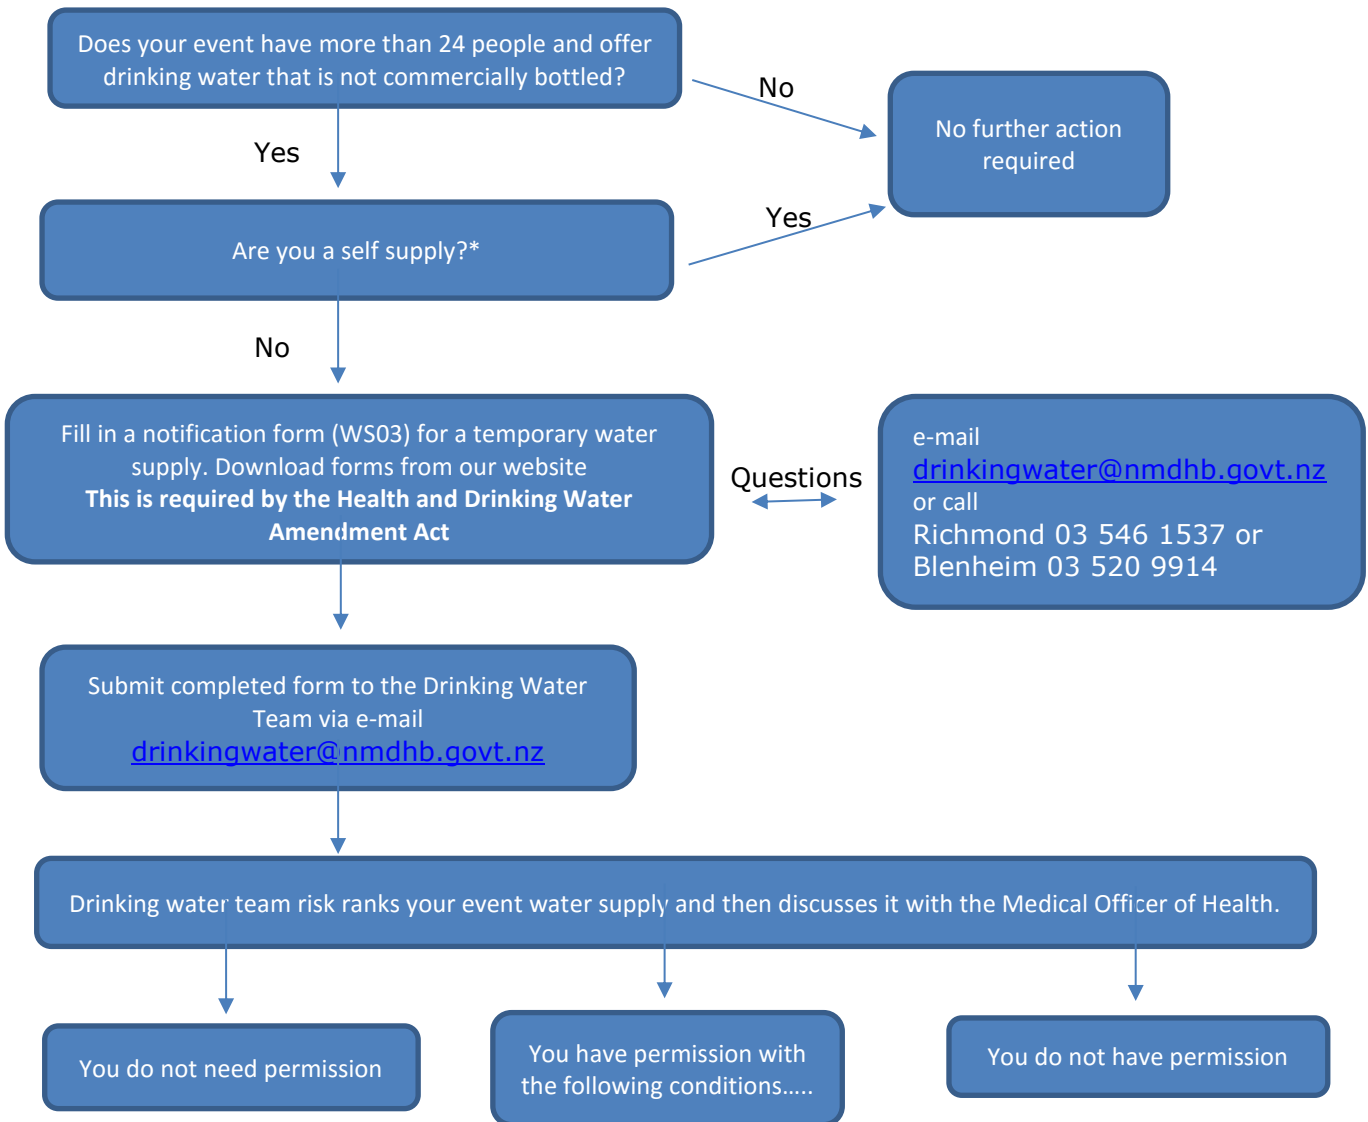 Does your event have more than 24 people and offer
drinking water that is not commercially bottled?
No
No further action
required
Yes
Are you a self supply?*
Yes
No
Fill in a notification form (WS03) for a temporary water
supply. Download forms from our website
This is required by the Health and Drinking Water
Amendment Act
Questions
e-mail
drinkingwater@nmdhb.govt.nz
or call
Richmond 03 546 1537 or
Blenheim 03 520 9914
Submit completed form to the Drinking Water
Team via e-mail
drinkingwater@nmdhb.govt.nz
Drinking water team risk ranks your event water supply and then discusses it with the Medical Officer of Health.
You do not need permission
You have permission with
the following conditions.....
You do not have permission